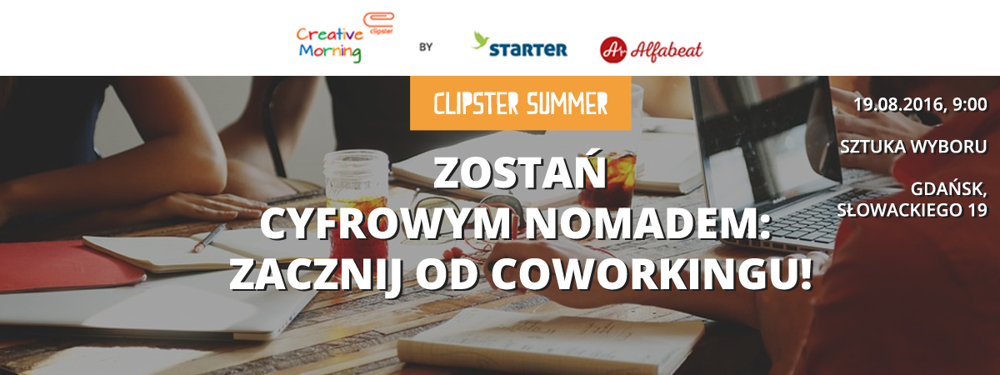 Creative
clipster
Morning
BY
STARTER
Ar Alfabeat
CLIPSTER SUMMER
19.08.2016, 9:00
SZTUKA WYBORU
GDAŃSK,
SŁOWACKIEGO 19
ZOSTAŃ
CYFROWYM NOMADEM:
ZACZNIJ OD COWORKINGU!